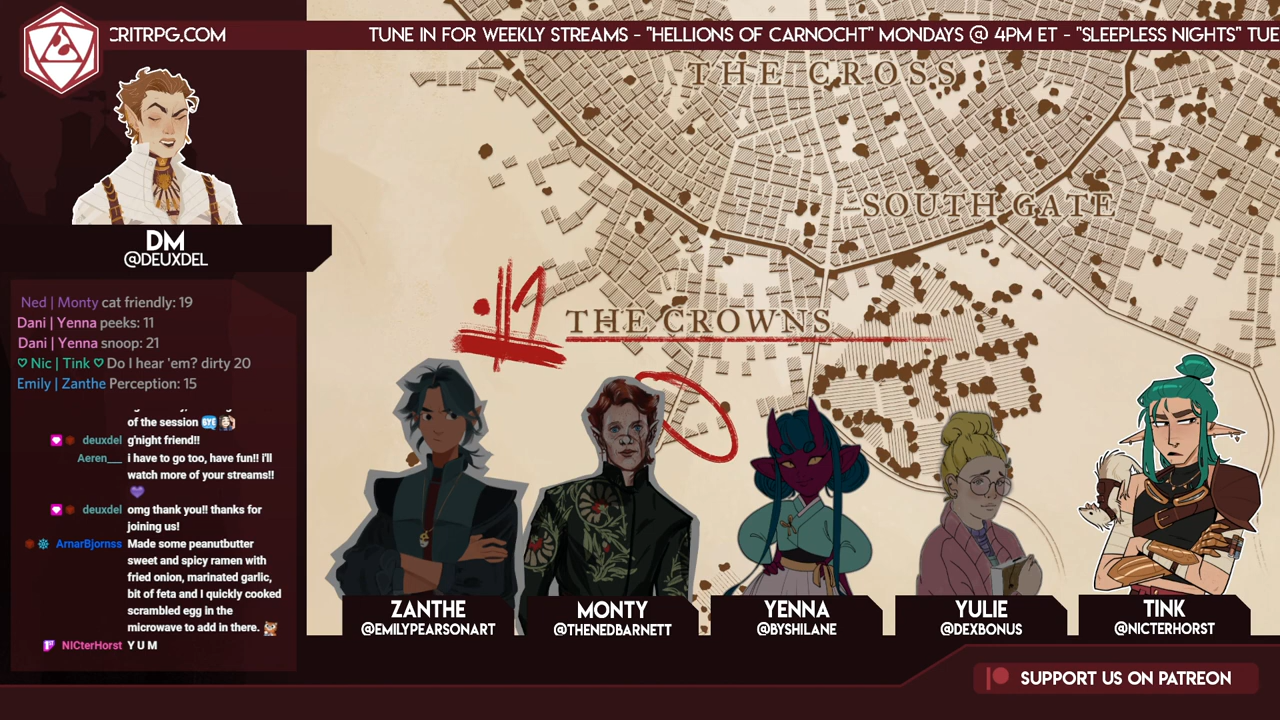 CRITRPG.COM
TUNE IN FOR WEEKLY STREAMS - "HELLIONS OF CARNOCHT" MONDAYS @ 4PM ET - "SLEEPLESS NIGHTS" TUE
THE CROSS
SOUTH GATE
THE CROWNS
DM
@DEUXDEL
Ned | Monty cat friendly: 19
Dani | Yenna peeks: 11
Dani | Yenna snoop: 21
♡ Nic | Tink ♡ Do I hear 'em? dirty 20
Emily | Zanthe Perception: 15
of the session BYE
deuxdel g'night friend!!
Aeren__ i have to go too, have fun!! i'll
watch more of your streams!!
💜
deuxdel omg thank you!! thanks for
joining us!
ArnarBjornss Made some peanutbutter
sweet and spicy ramen with
fried onion, marinated garlic,
bit of feta and I quickly cooked
scrambled egg in the
microwave to add in there.
NICterHorst Y U M
ZANTHE
@EMILYPEARSONART
MONTY
@THENEDBARNETT
YENNA
@BYSHILANE
YULIE
@DEXBONUS
TINK
@NICTERHORST
SUPPORT US ON PATREON